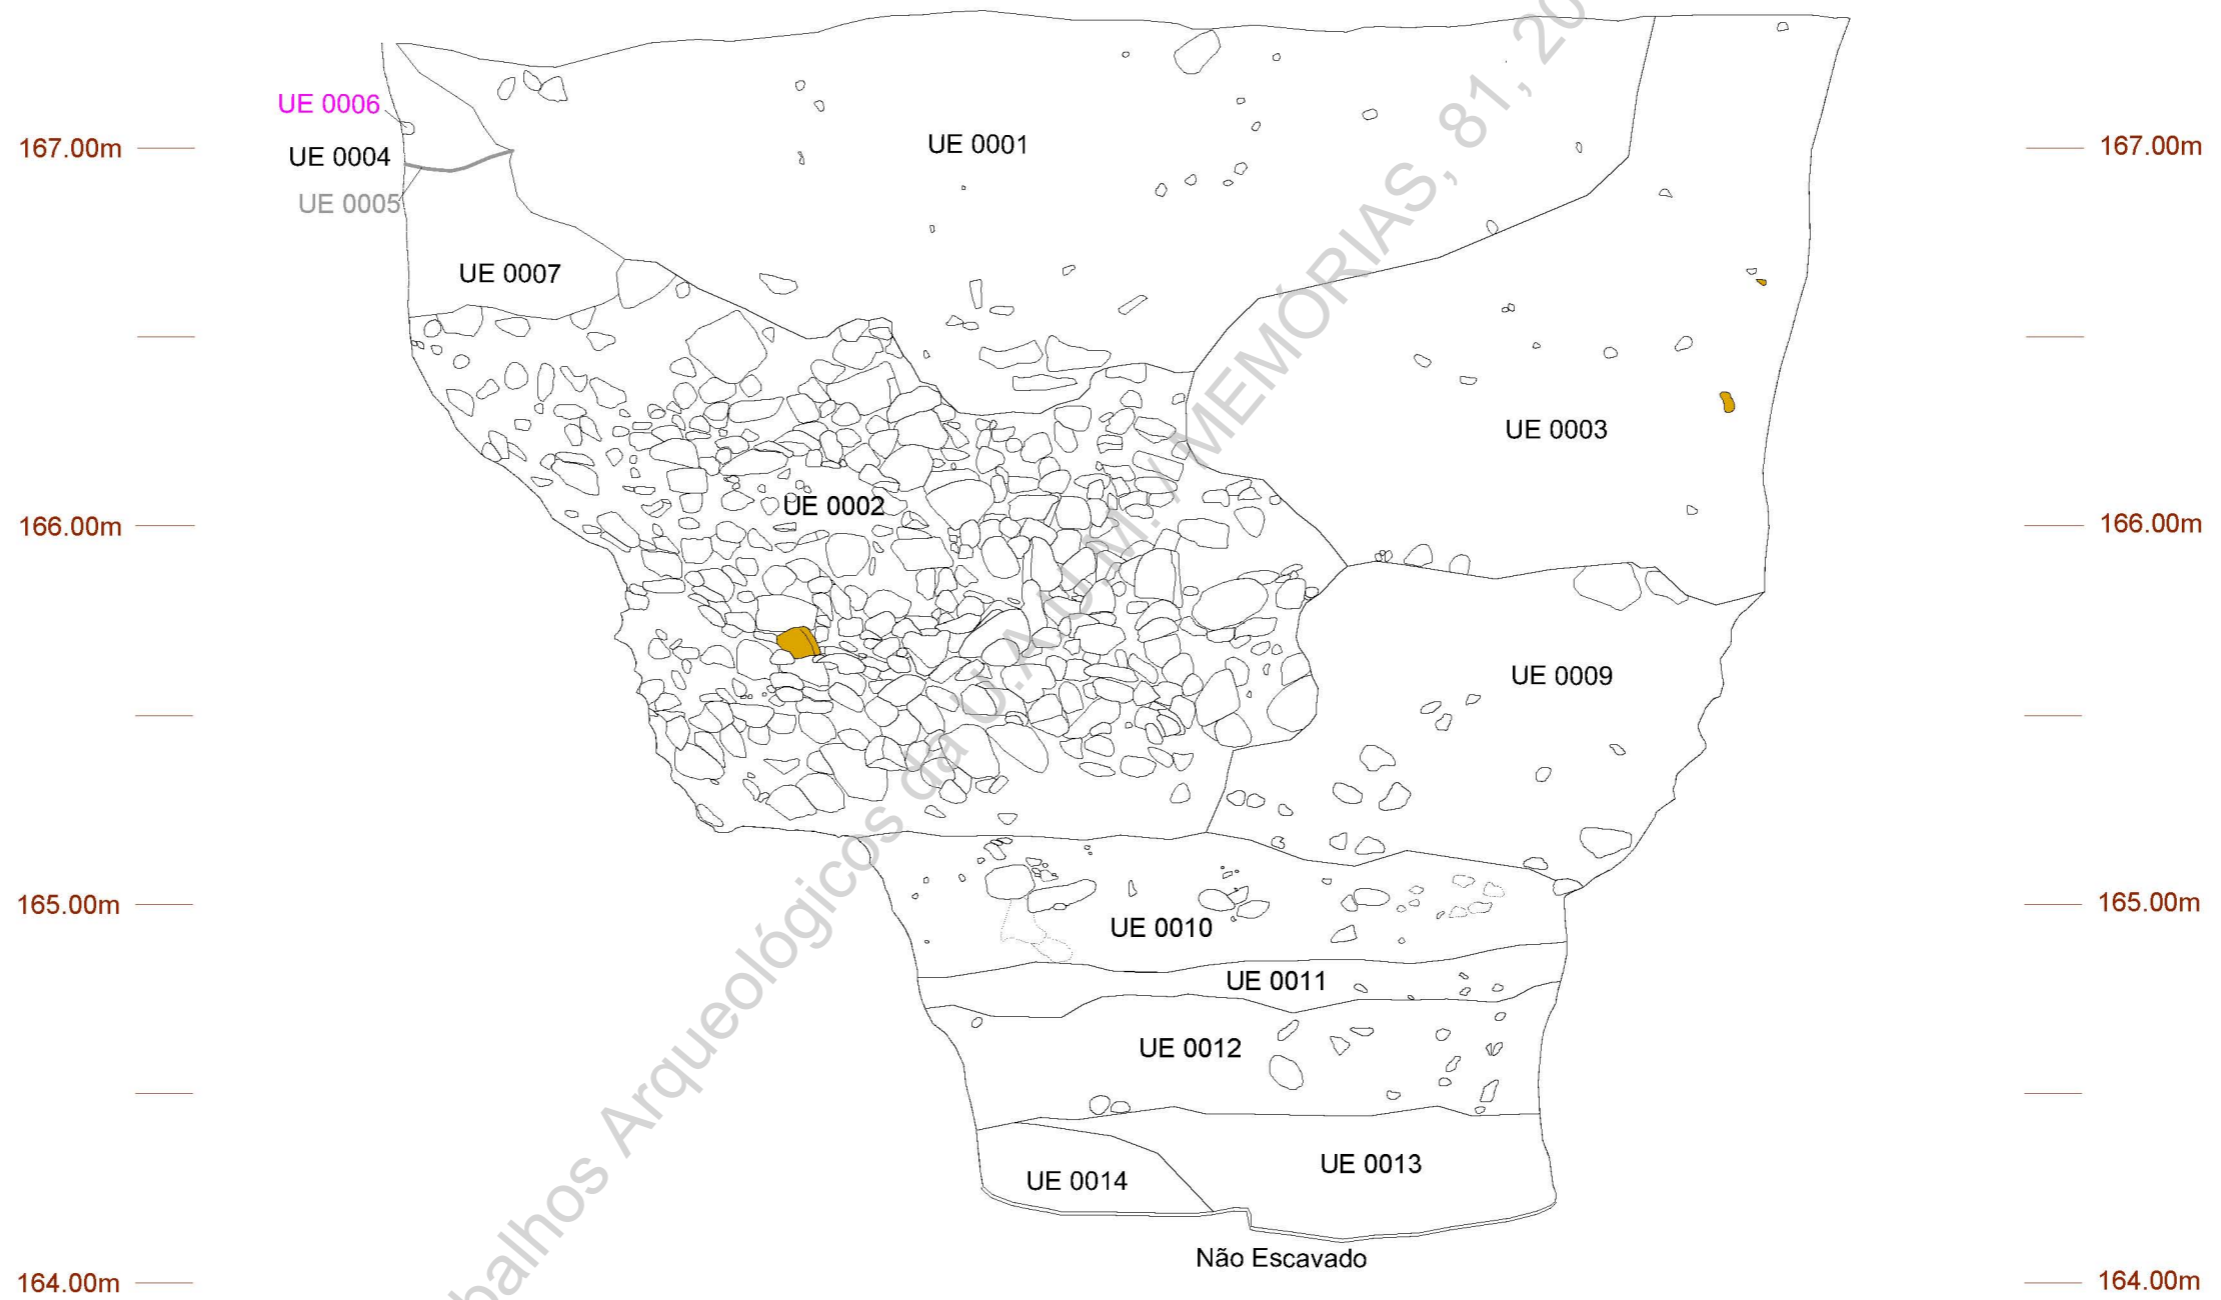 UE 0006
167.00m
UE 0004
UE 0001
167.00m
UE 0005
UE 0007
UE 0003
166.00m
UE 0002
166.00m
UE 0009
165.00m
UE 0010
165.00m
UE 0011
UE 0012
UE 0014
UE 0013
Não Escavado
164.00m
164.00m
Arqueológicos da U.A.U.M. / MEMÓRIAS, 81,